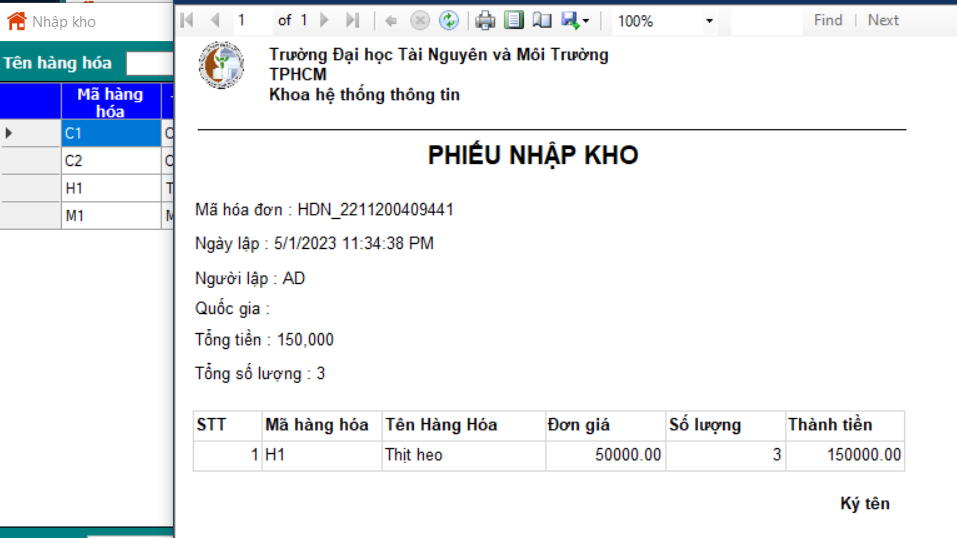 Nhập kho
Tên hàng hóa
Mã hàng hóa
C1
C2
H1
M1
1 of 1
100%
Find | Next
Trường Đại học Tài Nguyên và Môi Trường
TPHCM
Khoa hệ thống thông tin
PHIẾU NHẬP KHO
Mã hóa đơn : HDN_2211200409441
Ngày lập : 5/1/2023 11:34:38 PM
Người lập : AD
Quốc gia :
Tổng tiền : 150,000
Tổng số lượng : 3
STT Mã hàng hóa Tên Hàng Hóa Đơn giá Số lượng Thành tiền
1 H1 Thịt heo 50000.00 3 150000.00
Ký tên